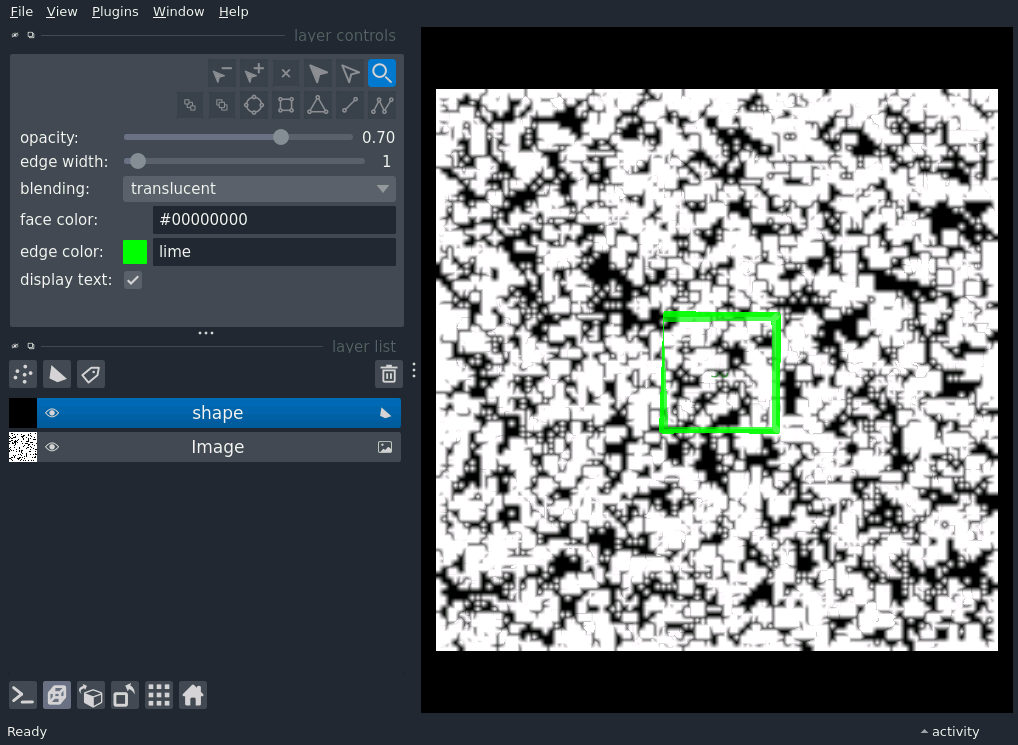 File View Plugins Window Help
layer controls
opacity: 0.70
edge width: 1
blending: translucent
face color: #00000000
edge color: lime
display text:
layer list
shape
Image
Ready
activity